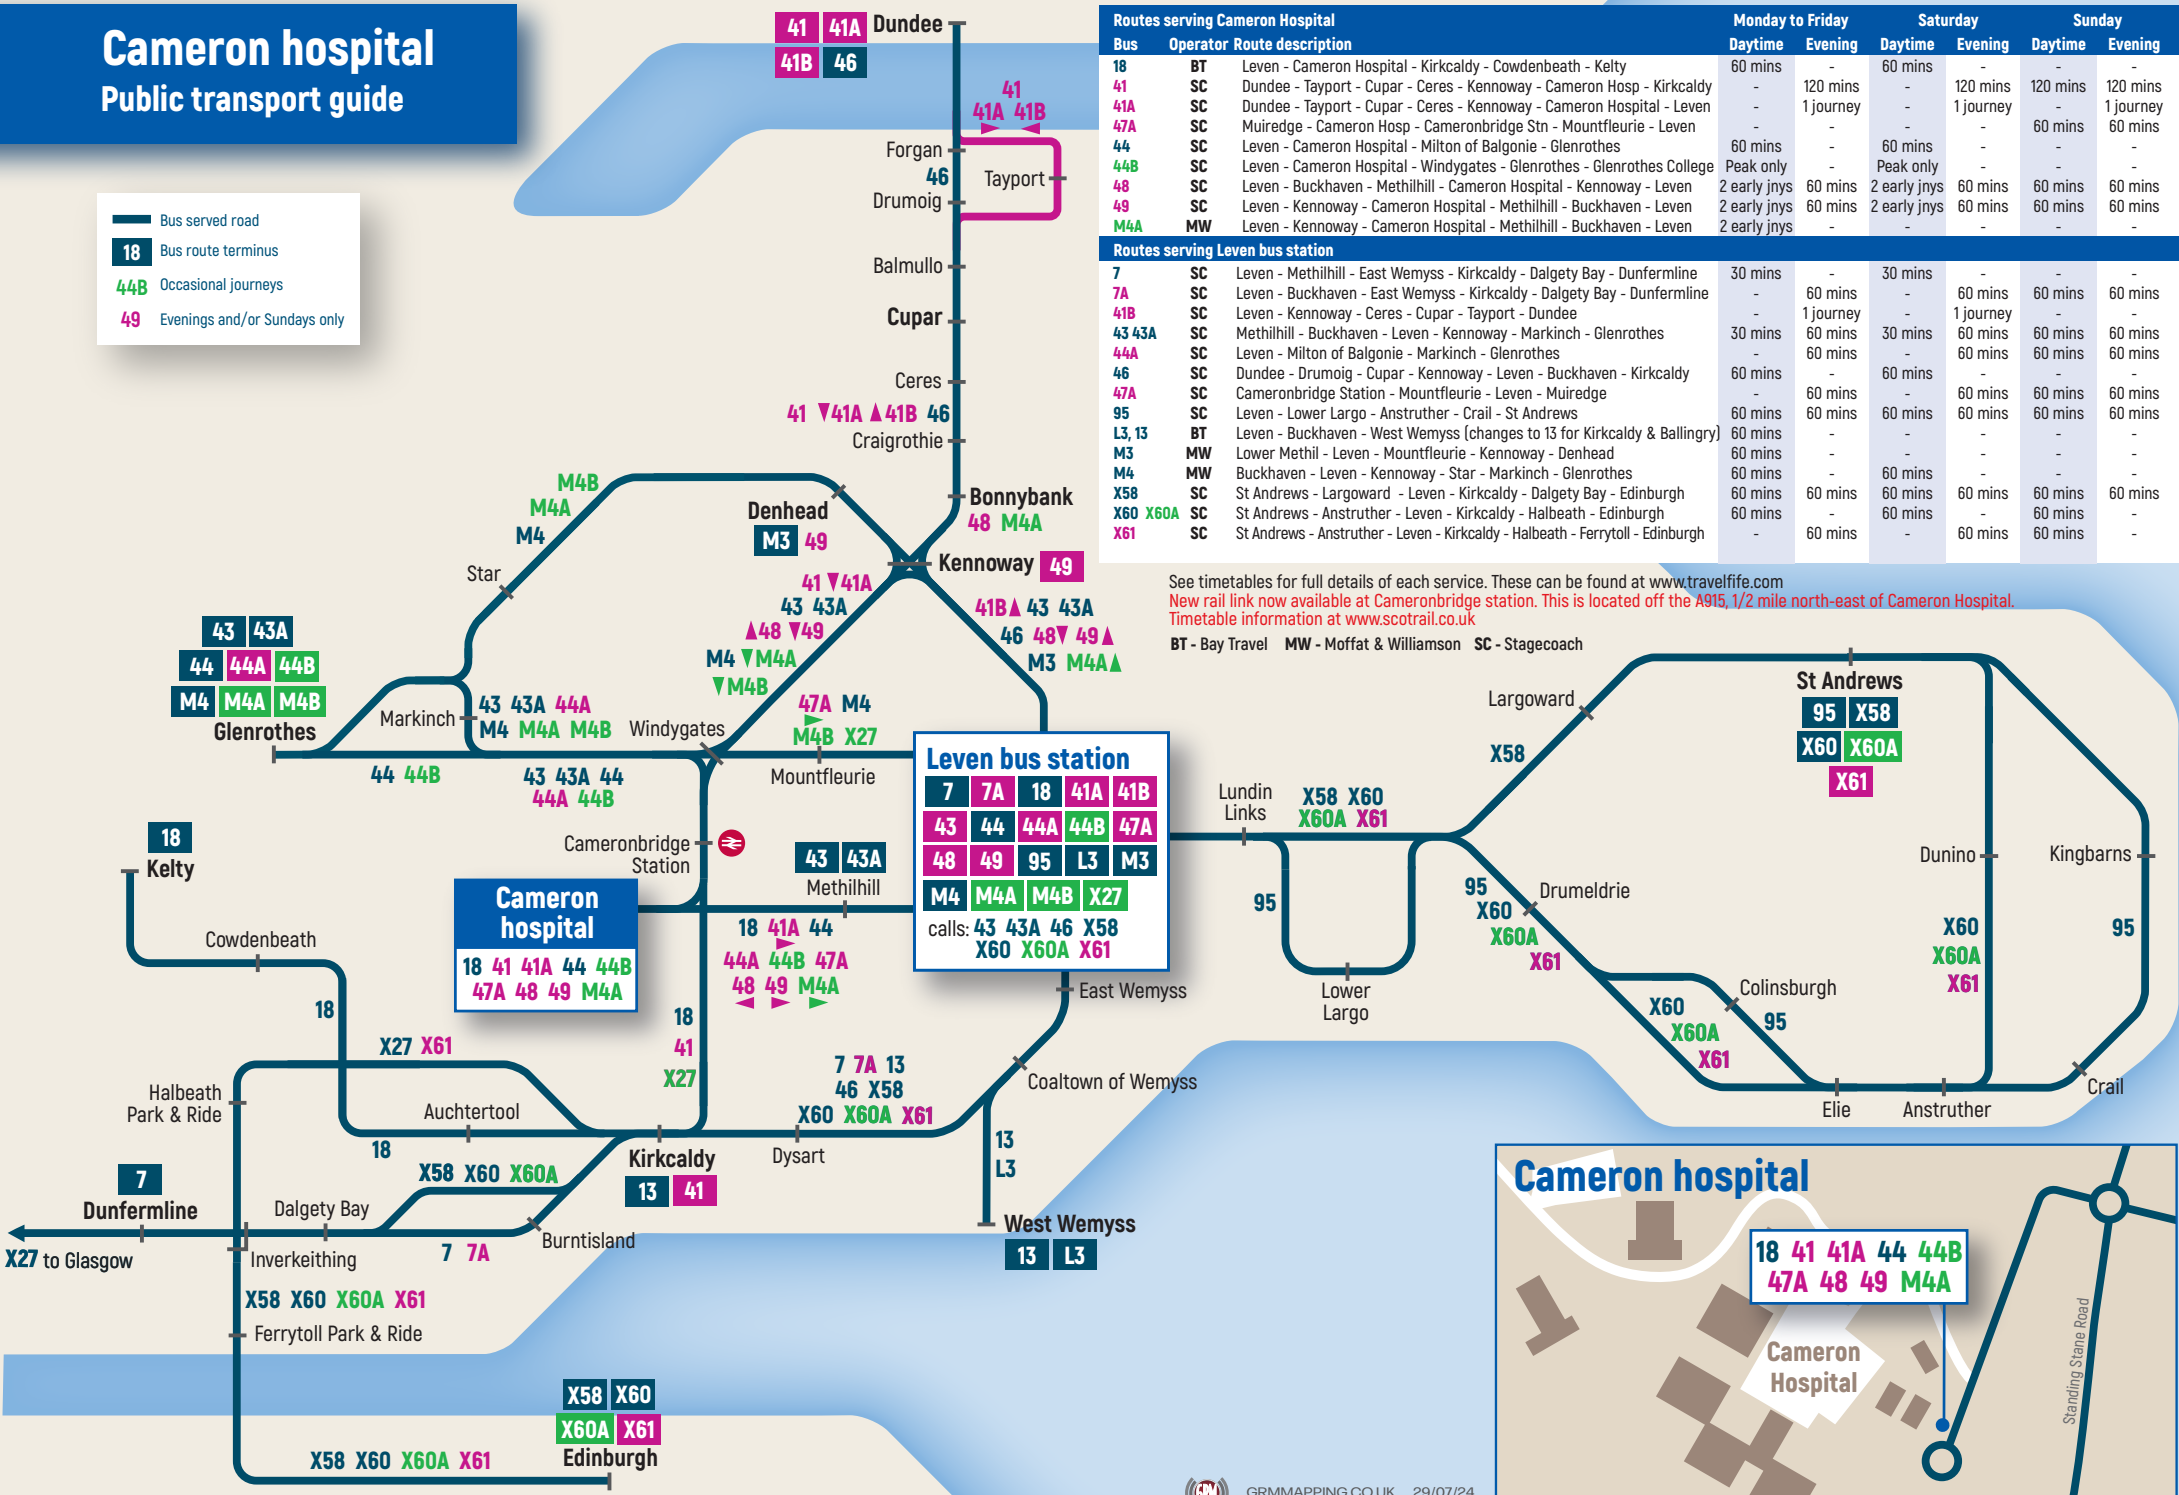 Cameron hospital
Public transport guide
Bus served road
18 Bus route terminus
44B Occasional journeys
49 Evenings and/or Sundays only
Routes serving Cameron Hospital Monday to Friday Saturday Sunday
Bus Operator Route description Daytime Evening Daytime Evening Daytime Evening
18 BT Leven - Cameron Hospital - Kirkcaldy - Cowdenbeath - Kelty 60 mins - 60 mins - - -
41 SC Dundee - Tayport - Cupar - Ceres - Kennoway - Cameron Hosp - Kirkcaldy - 120 mins - 120 mins 120 mins 120 mins
41A SC Dundee - Tayport - Cupar - Ceres - Kennoway - Cameron Hospital - Leven - 1 journey - 1 journey - 1 journey
47A SC Muiredge - Cameron Hosp - Cameronbridge Stn - Mountfleurie - Leven - - - - 60 mins 60 mins
44 SC Leven - Cameron Hospital - Milton of Balgonie - Glenrothes 60 mins - 60 mins - - -
44B SC Leven - Cameron Hospital - Windygates - Glenrothes - Glenrothes College Peak only - Peak only - - -
48 SC Leven - Buckhaven - Methilhill - Cameron Hospital - Kennoway - Leven 2 early jnys 60 mins 2 early jnys 60 mins 60 mins 60 mins
49 SC Leven - Kennoway - Cameron Hospital - Methilhill - Buckhaven - Leven 2 early jnys 60 mins 2 early jnys 60 mins 60 mins 60 mins
M4A MW Leven - Kennoway - Cameron Hospital - Methilhill - Buckhaven - Leven 2 early jnys - - - - -
Routes serving Leven bus station
7 SC Leven - Methilhill - East Wemyss - Kirkcaldy - Dalgety Bay - Dunfermline 30 mins - 30 mins - - -
7A SC Leven - Buckhaven - East Wemyss - Kirkcaldy - Dalgety Bay - Dunfermline - 60 mins - 60 mins 60 mins 60 mins
41B SC Leven - Kennoway - Ceres - Cupar - Tayport - Dundee - 1 journey - 1 journey - -
43 43A SC Methilhill - Buckhaven - Leven - Kennoway - Markinch - Glenrothes 30 mins 60 mins 30 mins 60 mins 60 mins 60 mins
44A SC Leven - Milton of Balgonie - Markinch - Glenrothes - 60 mins - 60 mins 60 mins 60 mins
46 SC Dundee - Drumoig - Cupar - Kennoway - Leven - Buckhaven - Kirkcaldy 60 mins - 60 mins - - -
47A SC Cameronbridge Station - Mountfleurie - Leven - Muiredge - 60 mins - 60 mins 60 mins 60 mins
95 SC Leven - Lower Largo - Anstruther - Crail - St Andrews 60 mins 60 mins 60 mins 60 mins 60 mins 60 mins
L3, 13 BT Leven - Buckhaven - West Wemyss (changes to 13 for Kirkcaldy & Ballingry) 60 mins - - - - -
M3 MW Lower Methil - Leven - Mountfleurie - Kennoway - Denhead 60 mins - - - - -
M4 MW Buckhaven - Leven - Kennoway - Star - Markinch - Glenrothes 60 mins - 60 mins - - -
X58 SC St Andrews - Largoward - Leven - Kirkcaldy - Dalgety Bay - Edinburgh 60 mins 60 mins 60 mins 60 mins 60 mins 60 mins
X60 X60A SC St Andrews - Anstruther - Leven - Kirkcaldy - Halbeath - Edinburgh 60 mins - 60 mins - 60 mins -
X61 SC St Andrews - Anstruther - Leven - Kirkcaldy - Halbeath - Ferrytoll - Edinburgh - 60 mins - 60 mins 60 mins -
See timetables for full details of each service. These can be found at www.travelfife.com
New rail link now available at Cameronbridge station. This is located off the A915, 1/2 mile north-east of Cameron Hospital.
Timetable information at www.scotrail.co.uk
BT - Bay Travel MW - Moffat & Williamson SC - Stagecoach
41 41A Dundee
41B 46
41
41A 41B
Forgan
46
Tayport
Drumoig
Balmullo
Cupar
Ceres
41 41A 41B 46
Craigrothie
Bonnybank
48 M4A
M4B
M4A
M4
Denhead
M3 49
Star
Kennoway 49
41 41A
43 43A
48 49
M4 M4A
M4B
41B 43 43A
46 48 49
M3 M4A
43 43A
44 44A 44B
M4 M4A M4B
Glenrothes
Markinch
43 43A 44A
M4 M4A M4B
Windygates
47A M4
M4B X27
Mountfleurie
44 44B
43 43A 44
44A 44B
Cameronbridge
Station
43 43A
Methilhill
Leven bus station
7 7A 18 41A 41B
43 44 44A 44B 47A
48 49 95 L3 M3
M4 M4A M4B X27
calls: 43 43A 46 X58
X60 X60A X61
Cameron
hospital
18 41 41A 44 44B
47A 48 49 M4A
18 41A 44
44A 44B 47A
48 49 M4A
18
Kelty
Cowdenbeath
18
18
41
X27
X27 X61
Halbeath
Park & Ride
Auchtertool
18
X58 X60 X60A
7
Dunfermline
Dalgety Bay
X27 to Glasgow
Inverkeithing
7 7A
Burntisland
Kirkcaldy
13 41
7 7A 13
46 X58
X60 X60A X61
Dysart
East Wemyss
Coaltown of Wemyss
13
L3
West Wemyss
13 L3
X58 X60 X60A X61
Ferrytoll Park & Ride
X58 X60
X60A X61
Edinburgh
X58 X60 X60A X61
Lundin
Links
X58 X60
X60A X61
95
Lower
Largo
Largoward
X58
St Andrews
95 X58
X60 X60A
X61
95
X60
X60A
X61
Drumeldrie
Colinsburgh
X60
X60A
X61
95
Elie
Anstruther
Dunino
X60
X60A
X61
Kingbarns
95
Crail
Cameron hospital
18 41 41A 44 44B
47A 48 49 M4A
Cameron
Hospital
Standing Stane Road
GRM
GRMMAPPING.CO.UK 29/07/24